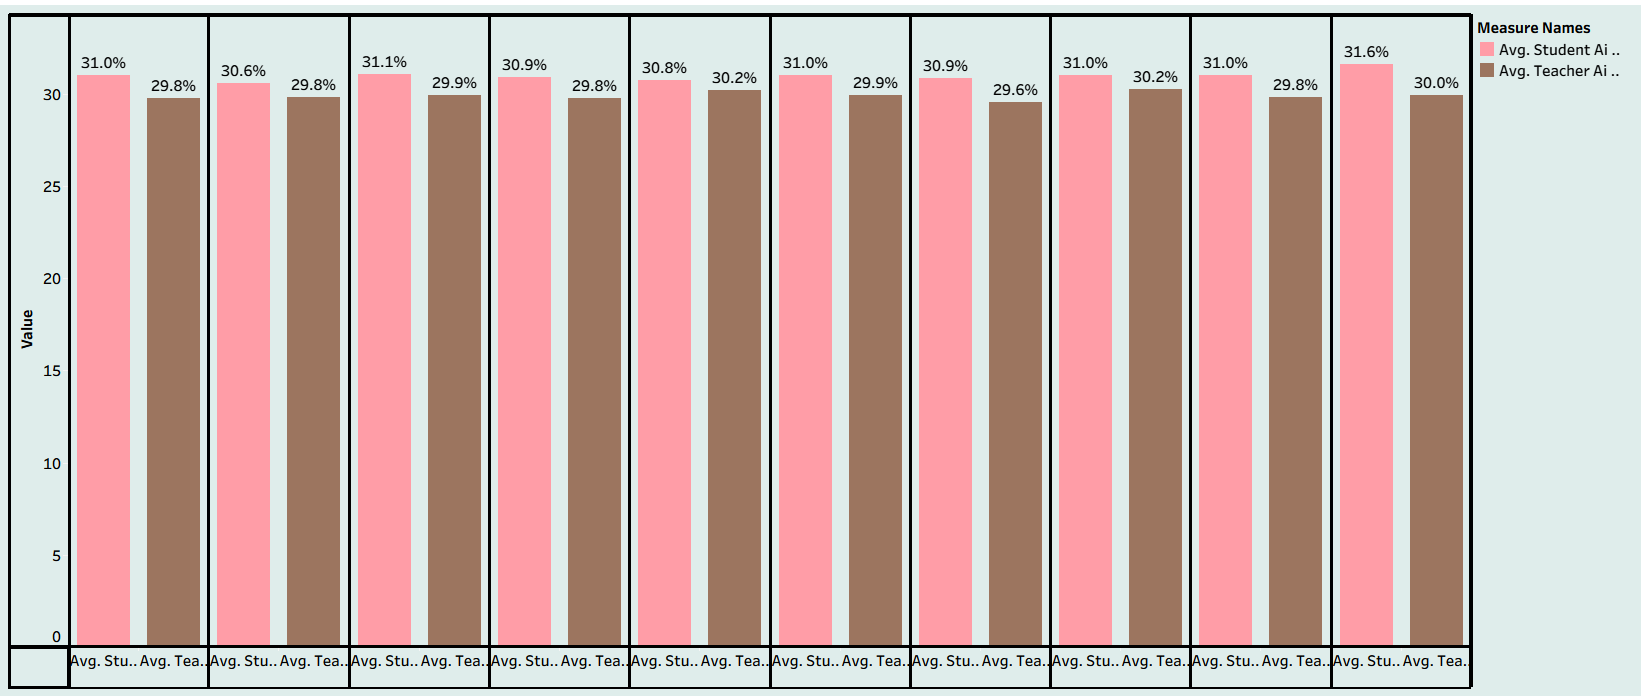 Measure Names
Avg. Student Ai ..
Avg. Teacher Ai ..
31.0% 29.8% 30.6% 29.8% 31.1% 29.9% 30.9% 29.8% 30.8% 30.2% 31.0% 29.9% 30.9% 29.6% 31.0% 30.2% 31.0% 29.8% 31.6% 30.0%
30
25
20
15
10
5
0
Value
Avg. Stu.. Avg. Tea.. Avg. Stu.. Avg. Tea.. Avg. Stu.. Avg. Tea.. Avg. Stu.. Avg. Tea.. Avg. Stu.. Avg. Tea.. Avg. Stu.. Avg. Tea.. Avg. Stu.. Avg. Tea.. Avg. Stu.. Avg. Tea.. Avg. Stu.. Avg. Tea.. Avg. Stu.. Avg. Tea..